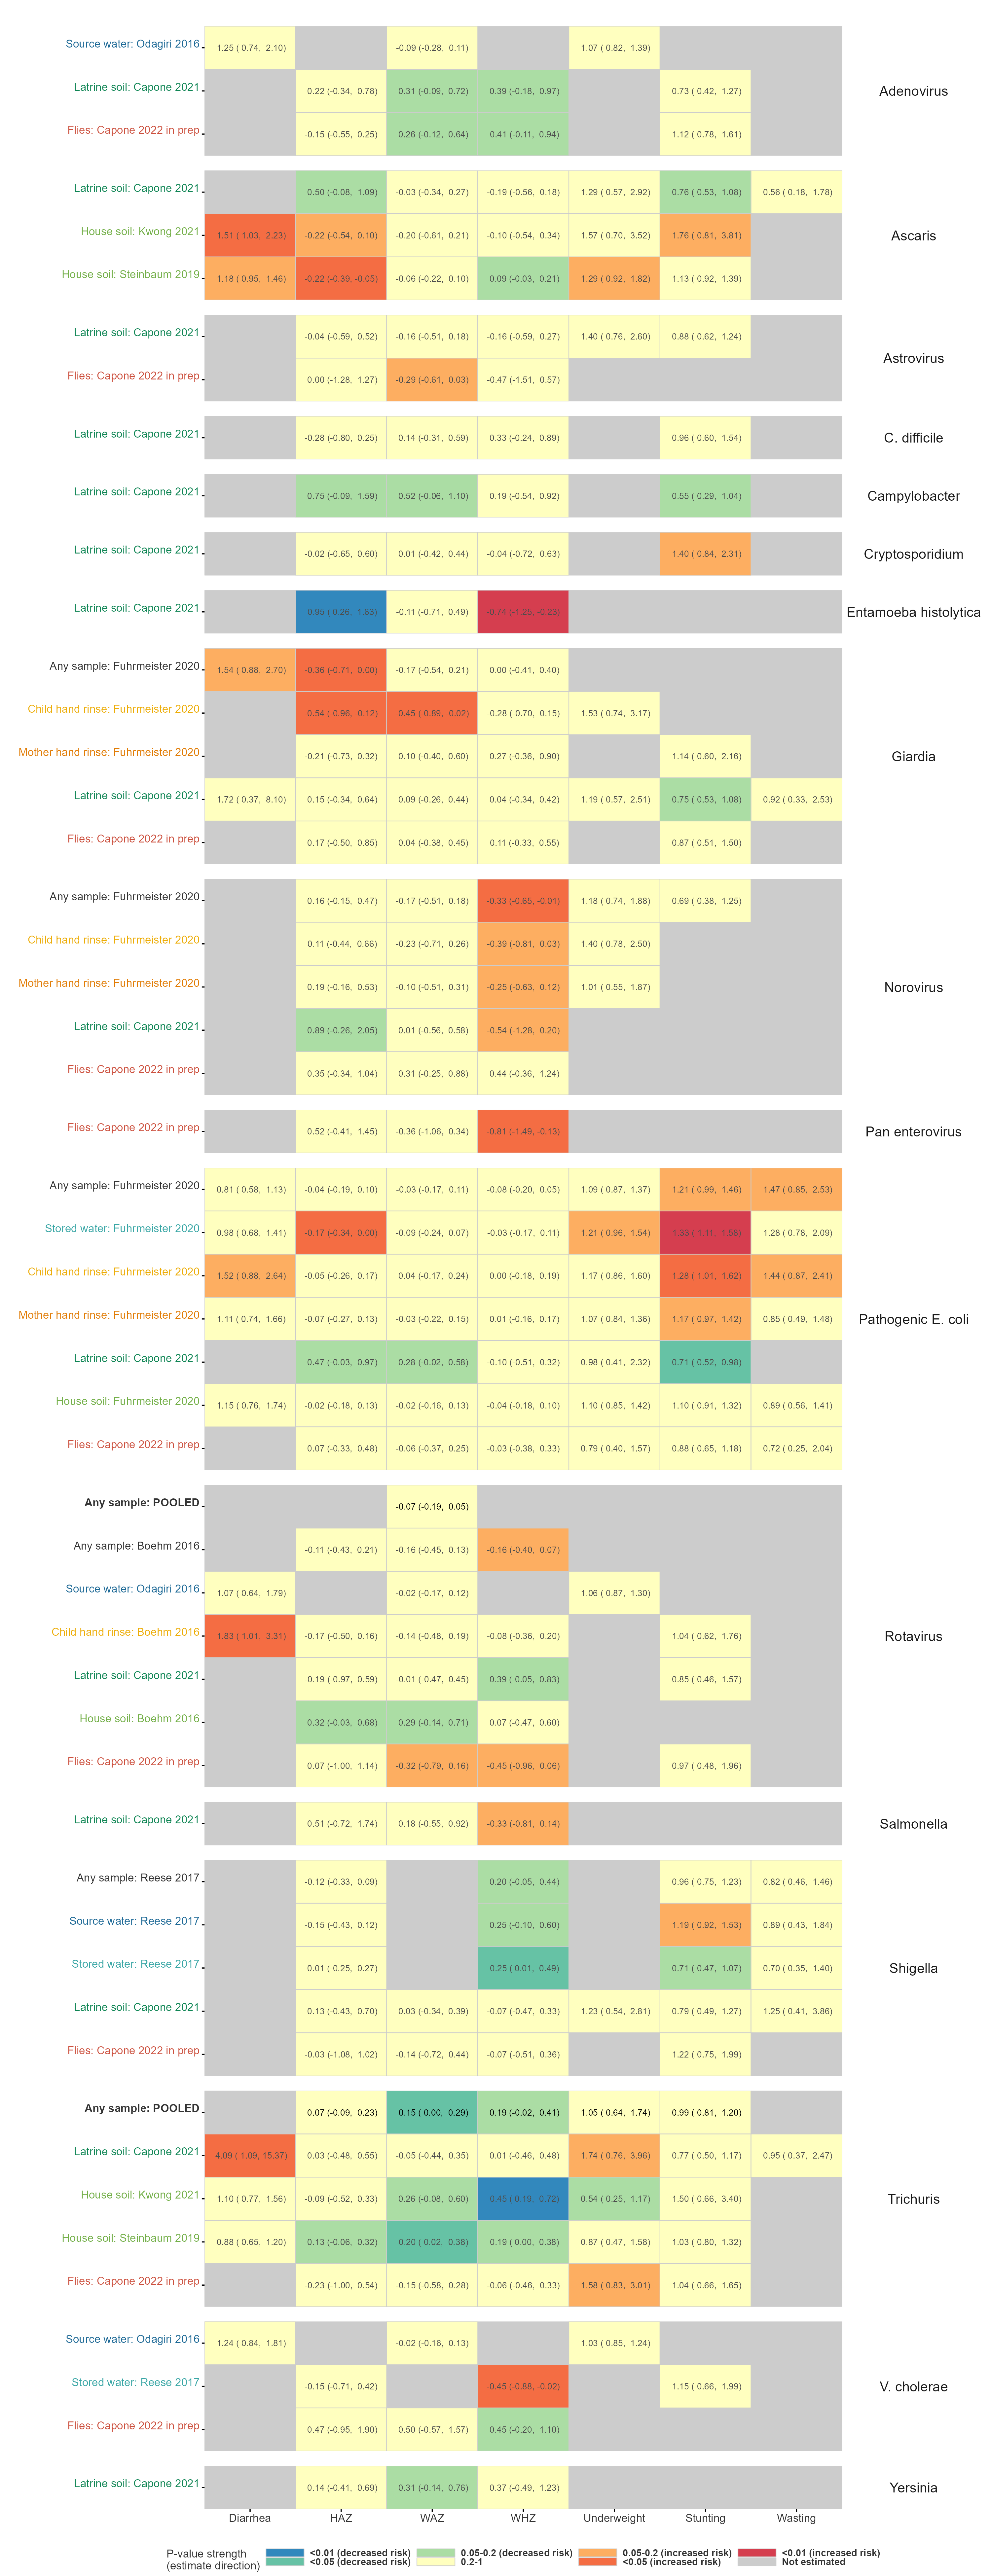 Source water: Odagiri 2016 1.25 ( 0.74, 2.10) -0.09 (-0.28, 0.11) 1.07 ( 0.82, 1.39)
Latrine soil: Capone 2021 0.22 (-0.34, 0.78) 0.31 (-0.09, 0.72) 0.39 (-0.18, 0.97) 0.73 ( 0.42, 1.27) Adenovirus
Flies: Capone 2022 in prep -0.15 (-0.55, 0.25) 0.26 (-0.12, 0.64) 0.41 (-0.11, 0.94) 1.12 ( 0.78, 1.61)
Latrine soil: Capone 2021 0.50 (-0.08, 1.09) -0.03 (-0.34, 0.27) -0.19 (-0.56, 0.18) 1.29 ( 0.57, 2.92) 0.76 ( 0.53, 1.08) 0.56 ( 0.18, 1.78)
House soil: Kwong 2021 1.51 ( 1.03, 2.23) -0.22 (-0.54, 0.10) -0.20 (-0.61, 0.21) -0.10 (-0.54, 0.34) 1.57 ( 0.70, 3.52) 1.76 ( 0.81, 3.81) Ascaris
House soil: Steinbaum 2019 1.18 ( 0.95, 1.46) -0.22 (-0.39, -0.05) -0.06 (-0.22, 0.10) 0.09 (-0.03, 0.21) 1.29 ( 0.92, 1.82) 1.13 ( 0.92, 1.39)
Latrine soil: Capone 2021 -0.04 (-0.59, 0.52) -0.16 (-0.51, 0.18) -0.16 (-0.59, 0.27) 1.40 ( 0.76, 2.60) 0.88 ( 0.62, 1.24)
Astrovirus
Flies: Capone 2022 in prep 0.00 (-1.28, 1.27) -0.29 (-0.61, 0.03) -0.47 (-1.51, 0.57)
Latrine soil: Capone 2021 -0.28 (-0.80, 0.25) 0.14 (-0.31, 0.59) 0.33 (-0.24, 0.89) 0.96 ( 0.60, 1.54) C. difficile
Latrine soil: Capone 2021 0.75 (-0.09, 1.59) 0.52 (-0.06, 1.10) 0.19 (-0.54, 0.92) 0.55 ( 0.29, 1.04) Campylobacter
Latrine soil: Capone 2021 -0.02 (-0.65, 0.60) 0.01 (-0.42, 0.44) -0.04 (-0.72, 0.63) 1.40 ( 0.84, 2.31) Cryptosporidium
Latrine soil: Capone 2021 0.95 ( 0.26, 1.63) -0.11 (-0.71, 0.49) -0.74 (-1.25, -0.23) Entamoeba histolytica
Any sample: Fuhrmeister 2020 1.54 ( 0.88, 2.70) -0.36 (-0.71, 0.00) -0.17 (-0.54, 0.21) 0.00 (-0.41, 0.40)
Child hand rinse: Fuhrmeister 2020 -0.54 (-0.96, -0.12) -0.45 (-0.89, -0.02) -0.28 (-0.70, 0.15) 1.53 ( 0.74, 3.17)
Mother hand rinse: Fuhrmeister 2020 -0.21 (-0.73, 0.32) 0.10 (-0.40, 0.60) 0.27 (-0.36, 0.90) 1.14 ( 0.60, 2.16) Giardia
Latrine soil: Capone 2021 1.72 ( 0.37, 8.10) 0.15 (-0.34, 0.64) 0.09 (-0.26, 0.44) 0.04 (-0.34, 0.42) 1.19 ( 0.57, 2.51) 0.75 ( 0.53, 1.08) 0.92 ( 0.33, 2.53)
Flies: Capone 2022 in prep 0.17 (-0.50, 0.85) 0.04 (-0.38, 0.45) 0.11 (-0.33, 0.55) 0.87 ( 0.51, 1.50)
Any sample: Fuhrmeister 2020 0.16 (-0.15, 0.47) -0.17 (-0.51, 0.18) -0.33 (-0.65, -0.01) 1.18 ( 0.74, 1.88) 0.69 ( 0.38, 1.25)
Child hand rinse: Fuhrmeister 2020 0.11 (-0.44, 0.66) -0.23 (-0.71, 0.26) -0.39 (-0.81, 0.03) 1.40 ( 0.78, 2.50)
Mother hand rinse: Fuhrmeister 2020 0.19 (-0.16, 0.53) -0.10 (-0.51, 0.31) -0.25 (-0.63, 0.12) 1.01 ( 0.55, 1.87) Norovirus
Latrine soil: Capone 2021 0.89 (-0.26, 2.05) 0.01 (-0.56, 0.58) -0.54 (-1.28, 0.20)
Flies: Capone 2022 in prep 0.35 (-0.34, 1.04) 0.31 (-0.25, 0.88) 0.44 (-0.36, 1.24)
Flies: Capone 2022 in prep 0.52 (-0.41, 1.45) -0.36 (-1.06, 0.34) -0.81 (-1.49, -0.13) Pan enterovirus
Any sample: Fuhrmeister 2020 0.81 ( 0.58, 1.13) -0.04 (-0.19, 0.10) -0.03 (-0.17, 0.11) -0.08 (-0.20, 0.05) 1.09 ( 0.87, 1.37) 1.21 ( 0.99, 1.46) 1.47 ( 0.85, 2.53)
Stored water: Fuhrmeister 2020 0.98 ( 0.68, 1.41) -0.17 (-0.34, 0.00) -0.09 (-0.24, 0.07) -0.03 (-0.17, 0.11) 1.21 ( 0.96, 1.54) 1.33 ( 1.11, 1.58) 1.28 ( 0.78, 2.09)
Child hand rinse: Fuhrmeister 2020 1.52 ( 0.88, 2.64) -0.05 (-0.26, 0.17) 0.04 (-0.17, 0.24) 0.00 (-0.18, 0.19) 1.17 ( 0.86, 1.60) 1.28 ( 1.01, 1.62) 1.44 ( 0.87, 2.41)
Mother hand rinse: Fuhrmeister 2020 1.11 ( 0.74, 1.66) -0.07 (-0.27, 0.13) -0.03 (-0.22, 0.15) 0.01 (-0.16, 0.17) 1.07 ( 0.84, 1.36) 1.17 ( 0.97, 1.42) 0.85 ( 0.49, 1.48) Pathogenic E. coli
Latrine soil: Capone 2021 0.47 (-0.03, 0.97) 0.28 (-0.02, 0.58) -0.10 (-0.51, 0.32) 0.98 ( 0.41, 2.32) 0.71 ( 0.52, 0.98)
House soil: Fuhrmeister 2020 1.15 ( 0.76, 1.74) -0.02 (-0.18, 0.13) -0.02 (-0.16, 0.13) -0.04 (-0.18, 0.10) 1.10 ( 0.85, 1.42) 1.10 ( 0.91, 1.32) 0.89 ( 0.56, 1.41)
Flies: Capone 2022 in prep 0.07 (-0.33, 0.48) -0.06 (-0.37, 0.25) -0.03 (-0.38, 0.33) 0.79 ( 0.40, 1.57) 0.88 ( 0.65, 1.18) 0.72 ( 0.25, 2.04)
Any sample: POOLED -0.07 (-0.19, 0.05)
Any sample: Boehm 2016 -0.11 (-0.43, 0.21) -0.16 (-0.45, 0.13) -0.16 (-0.40, 0.07)
Source water: Odagiri 2016 1.07 ( 0.64, 1.79) -0.02 (-0.17, 0.12) 1.06 ( 0.87, 1.30)
Child hand rinse: Boehm 2016 1.83 ( 1.01, 3.31) -0.17 (-0.50, 0.16) -0.14 (-0.48, 0.19) -0.08 (-0.36, 0.20) 1.04 ( 0.62, 1.76) Rotavirus
Latrine soil: Capone 2021 -0.19 (-0.97, 0.59) -0.01 (-0.47, 0.45) 0.39 (-0.05, 0.83) 0.85 ( 0.46, 1.57)
House soil: Boehm 2016 0.32 (-0.03, 0.68) 0.29 (-0.14, 0.71) 0.07 (-0.47, 0.60)
Flies: Capone 2022 in prep 0.07 (-1.00, 1.14) -0.32 (-0.79, 0.16) -0.45 (-0.96, 0.06) 0.97 ( 0.48, 1.96)
Latrine soil: Capone 2021 0.51 (-0.72, 1.74) 0.18 (-0.55, 0.92) -0.33 (-0.81, 0.14) Salmonella
Any sample: Reese 2017 -0.12 (-0.33, 0.09) 0.20 (-0.05, 0.44) 0.96 ( 0.75, 1.23) 0.82 ( 0.46, 1.46)
Source water: Reese 2017 -0.15 (-0.43, 0.12) 0.25 (-0.10, 0.60) 1.19 ( 0.92, 1.53) 0.89 ( 0.43, 1.84)
Stored water: Reese 2017 0.01 (-0.25, 0.27) 0.25 ( 0.01, 0.49) 0.71 ( 0.47, 1.07) 0.70 ( 0.35, 1.40) Shigella
Latrine soil: Capone 2021 0.13 (-0.43, 0.70) 0.03 (-0.34, 0.39) -0.07 (-0.47, 0.33) 1.23 ( 0.54, 2.81) 0.79 ( 0.49, 1.27) 1.25 ( 0.41, 3.86)
Flies: Capone 2022 in prep -0.03 (-1.08, 1.02) -0.14 (-0.72, 0.44) -0.07 (-0.51, 0.36) 1.22 ( 0.75, 1.99)
Any sample: POOLED 0.07 (-0.09, 0.23) 0.15 ( 0.00, 0.29) 0.19 (-0.02, 0.41) 1.05 ( 0.64, 1.74) 0.99 ( 0.81, 1.20)
Latrine soil: Capone 2021 4.09 ( 1.09, 15.37) 0.03 (-0.48, 0.55) -0.05 (-0.44, 0.35) 0.01 (-0.46, 0.48) 1.74 ( 0.76, 3.96) 0.77 ( 0.50, 1.17) 0.95 ( 0.37, 2.47)
House soil: Kwong 2021 1.10 ( 0.77, 1.56) -0.09 (-0.52, 0.33) 0.26 (-0.08, 0.60) 0.45 ( 0.19, 0.72) 0.54 ( 0.25, 1.17) 1.50 ( 0.66, 3.40) Trichuris
House soil: Steinbaum 2019 0.88 ( 0.65, 1.20) 0.13 (-0.06, 0.32) 0.20 ( 0.02, 0.38) 0.19 ( 0.00, 0.38) 0.87 ( 0.47, 1.58) 1.03 ( 0.80, 1.32)
Flies: Capone 2022 in prep -0.23 (-1.00, 0.54) -0.15 (-0.58, 0.28) -0.06 (-0.46, 0.33) 1.58 ( 0.83, 3.01) 1.04 ( 0.66, 1.65)
Source water: Odagiri 2016 1.24 ( 0.84, 1.81) -0.02 (-0.16, 0.13) 1.03 ( 0.85, 1.24)
Stored water: Reese 2017 -0.15 (-0.71, 0.42) -0.45 (-0.88, -0.02) 1.15 ( 0.66, 1.99) V. cholerae
Flies: Capone 2022 in prep 0.47 (-0.95, 1.90) 0.50 (-0.57, 1.57) 0.45 (-0.20, 1.10)
Latrine soil: Capone 2021 0.14 (-0.41, 0.69) 0.31 (-0.14, 0.76) 0.37 (-0.49, 1.23) Yersinia
Diarrhea HAZ WAZ WHZ Underweight Stunting Wasting
P-value strength <0.01 (decreased risk) 0.05-0.2 (decreased risk) 0.05-0.2 (increased risk) <0.01 (increased risk)
(estimate direction) <0.05 (decreased risk) 0.2-1 <0.05 (increased risk) Not estimated